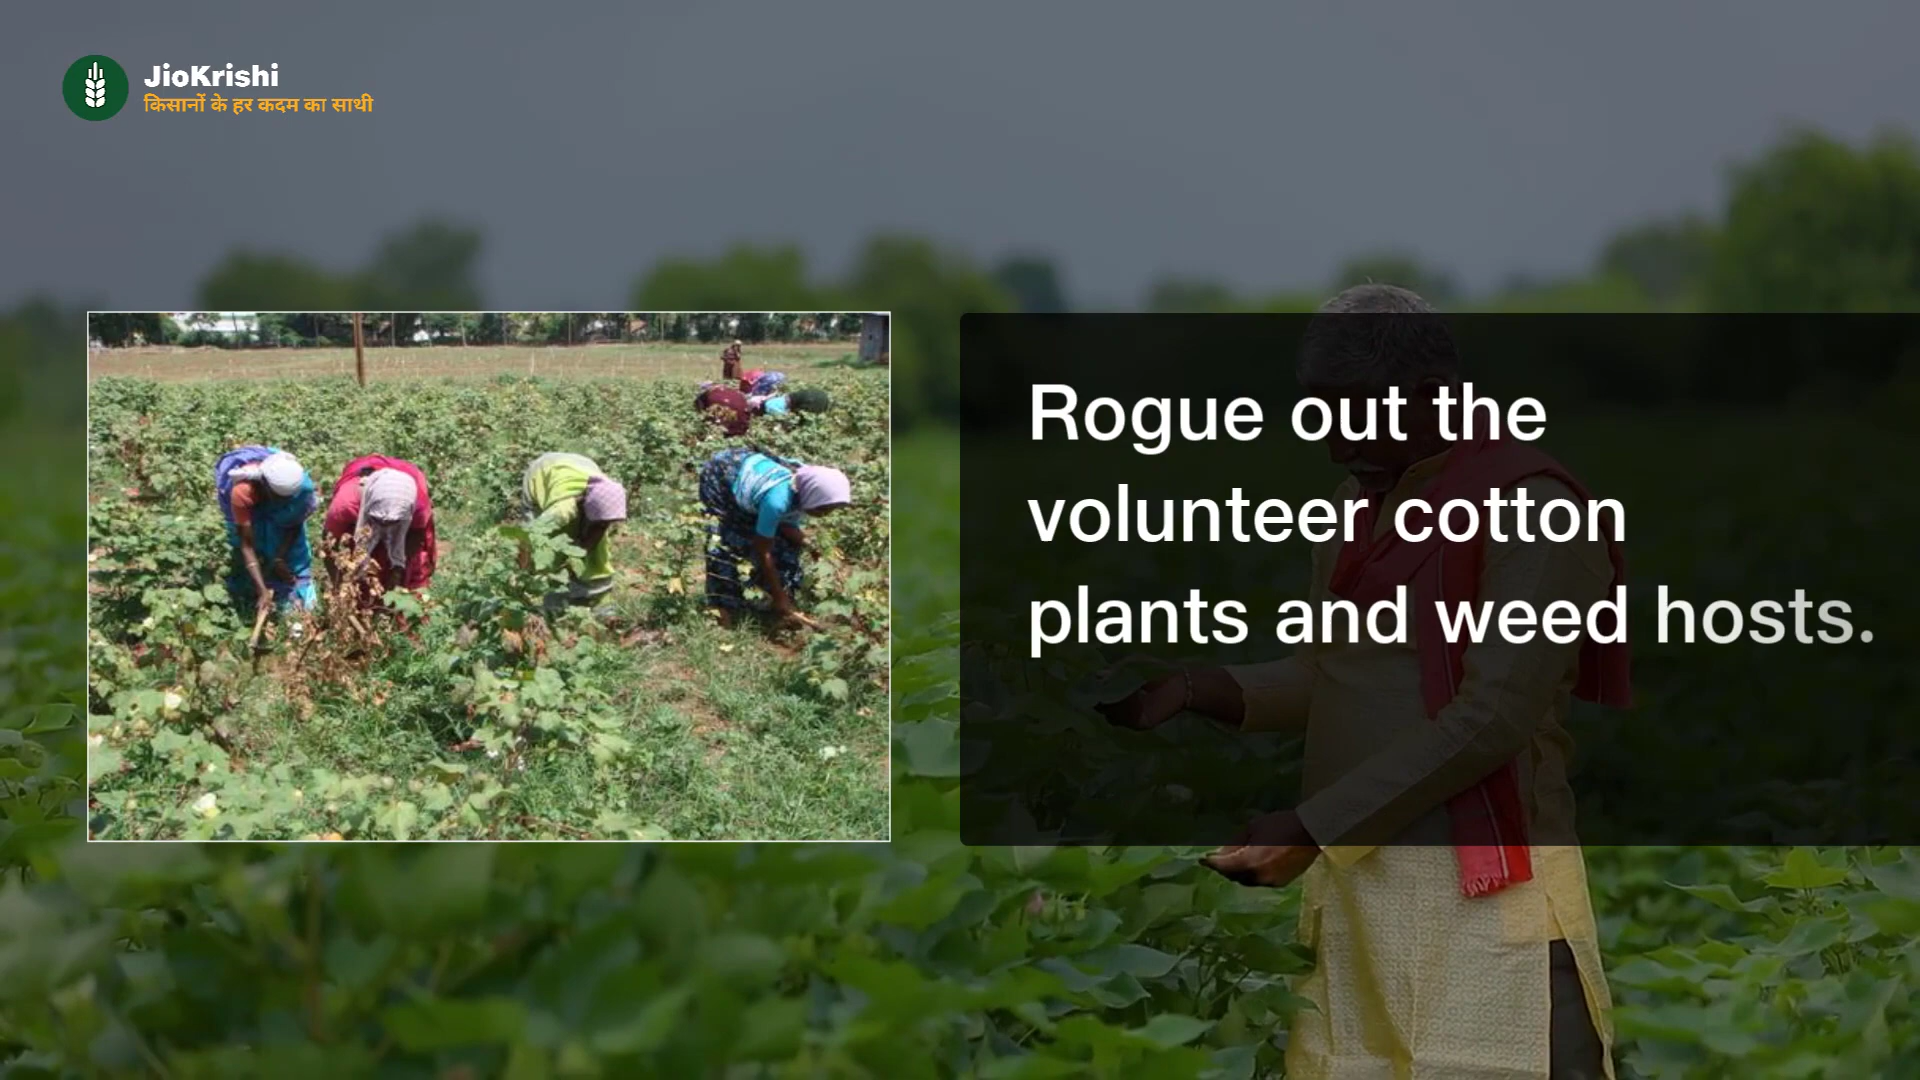 JioKrishi
किसानों के हर कदम का साथी
Rogue out the
volunteer cotton
plants and weed hosts.